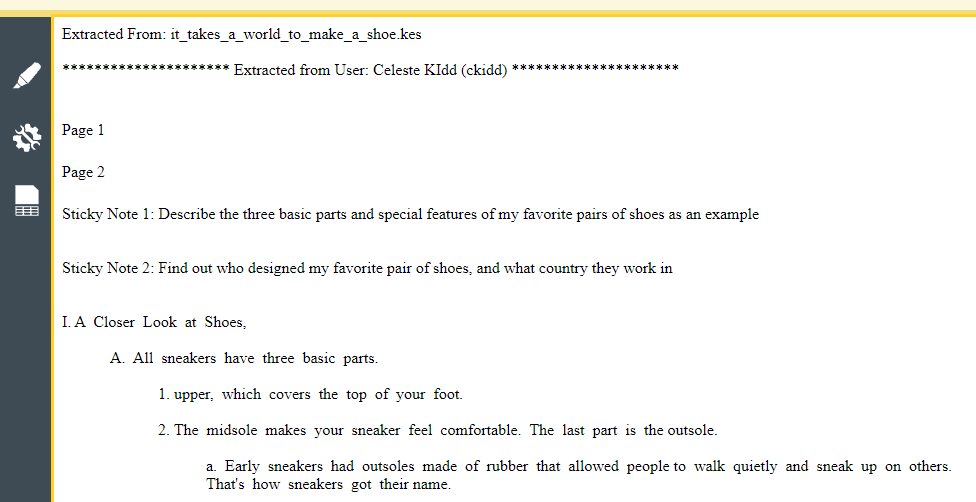 Extracted From: it_takes_a_world_to_make_a_shoe.kes
********************** Extracted from User: Celeste KIdd (ckidd) **********************
Page 1
Page 2
Sticky Note 1: Describe the three basic parts and special features of my favorite pairs of shoes as an example
Sticky Note 2: Find out who designed my favorite pair of shoes, and what country they work in
I. A Closer Look at Shoes,
A. All sneakers have three basic parts.
1. upper, which covers the top of your foot.
2. The midsole makes your sneaker feel comfortable. The last part is the outsole.
a. Early sneakers had outsoles made of rubber that allowed people to walk quietly and sneak up on others.
That's how sneakers got their name.